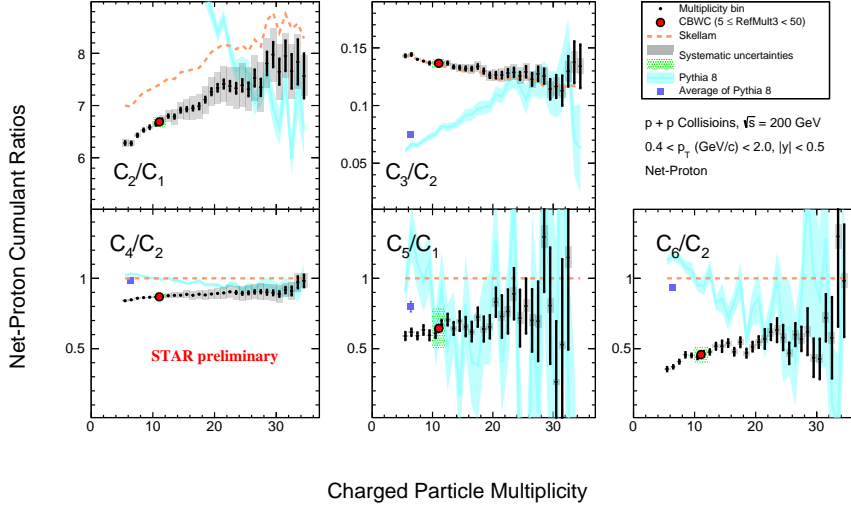 Net-Proton Cumulant Ratios
8
7
6
C2/C1
0.15
0.1
0.05
C3/C2
Multiplicity bin
CBWC (5 ≤ RefMult3 < 50)
Skellam
Systematic uncertainties
Pythia 8
Average of Pythia 8
p + p Collisioins, √s = 200 GeV
0.4 < pT (GeV/c) < 2.0, |y| < 0.5
Net-Proton
C4/C2
1
0.5
STAR preliminary
0 10 20 30
C5/C1
1
0.5
0 10 20 30
C6/C2
1
0.5
0 10 20 30
Charged Particle Multiplicity